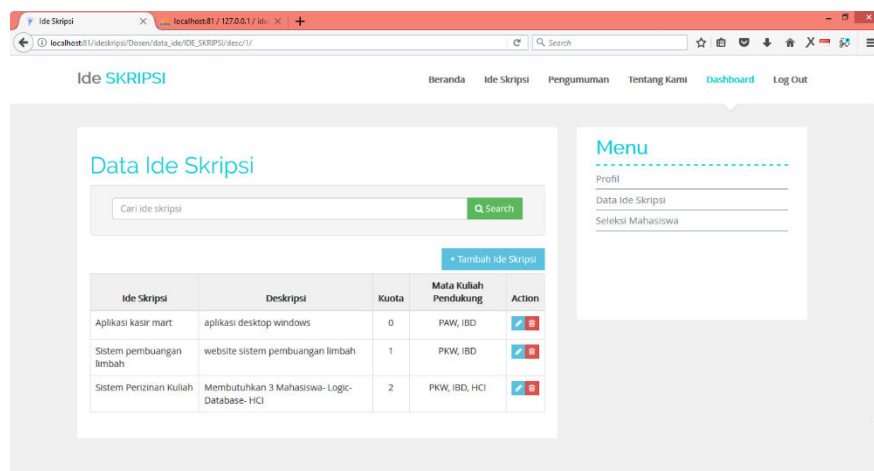 Ide Skripsi
localhost:81 / 127.0.0.1 / ide
localhost:81/ideskripsi/Dosen/data_ide/IDE_SKRIPSI/desc/1/
Search
Ide SKRIPSI
Beranda Ide Skripsi Pengumuman Tentang Kami Dashboard Log Out
Data Ide Skripsi
Cari ide skripsi
Search
+ Tambah Ide Skripsi
Ide Skripsi Deskripsi Kuota Mata Kuliah Pendukung Action
Aplikasi kasir mart aplikasi desktop windows 0 PAW, IBD
Sistem pembuangan limbah website sistem pembuangan limbah 1 PKW, IBD
Sistem Perizinan Kuliah Membutuhkan 3 Mahasiswa- Logic- Database- HCI 2 PKW, IBD, HCI
Menu
Profil
Data Ide Skripsi
Seleksi Mahasiswa